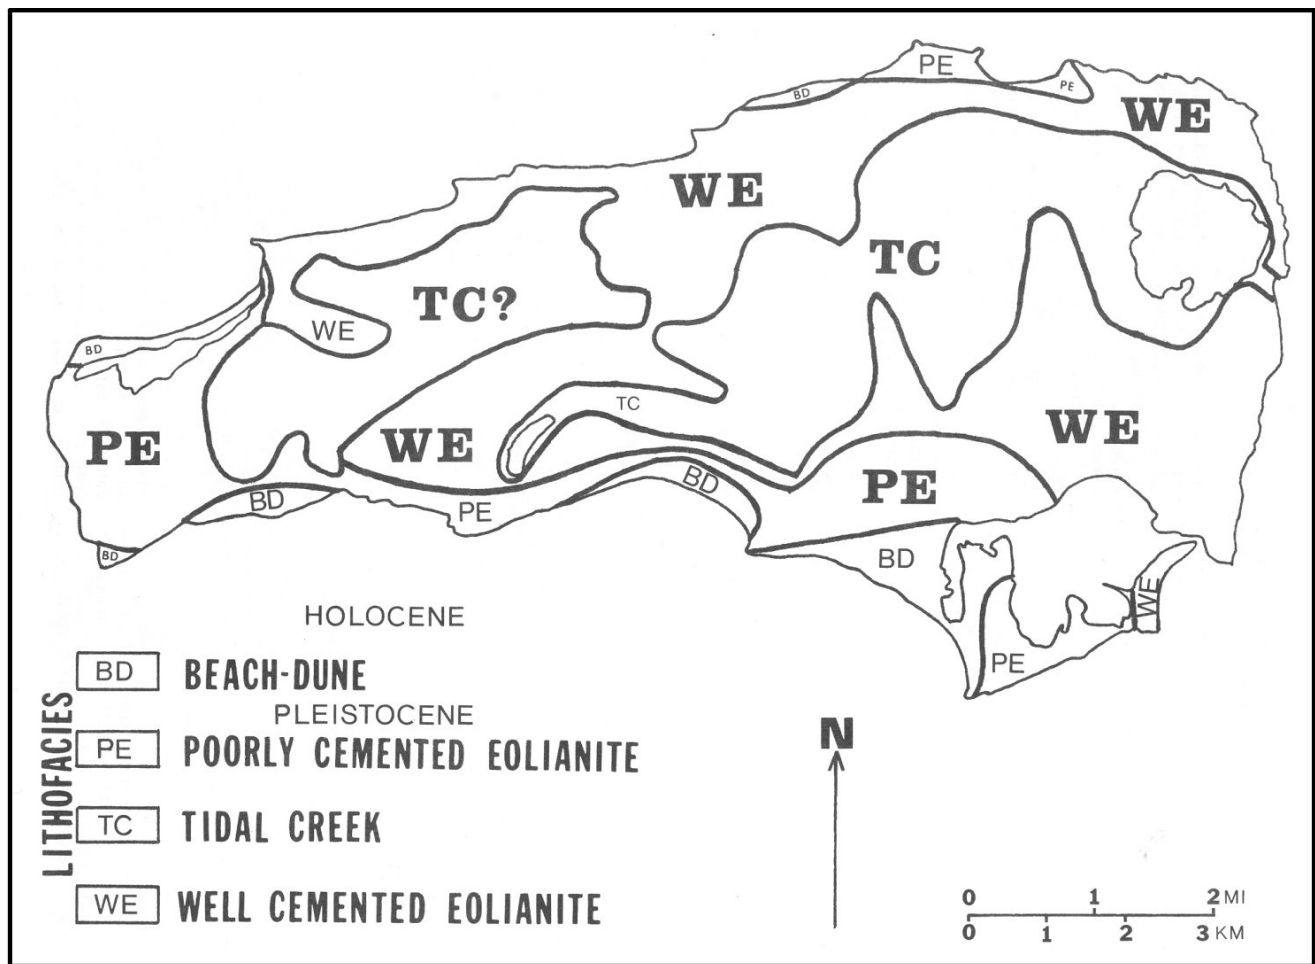 PE
BD
PE
WE
WE
TC
TC?
WE
BD
PE
WE
TC
WE
PE
BD
BD
PE
BD
BD
WE
PE
HOLOCENE
BD BEACH-DUNE
PLEISTOCENE
PE POORLY CEMENTED EOLIANITE
TC TIDAL CREEK
WE WELL CEMENTED EOLIANITE
LITHOFACIES
N
0 1 2 MI
0 1 2 3 KM